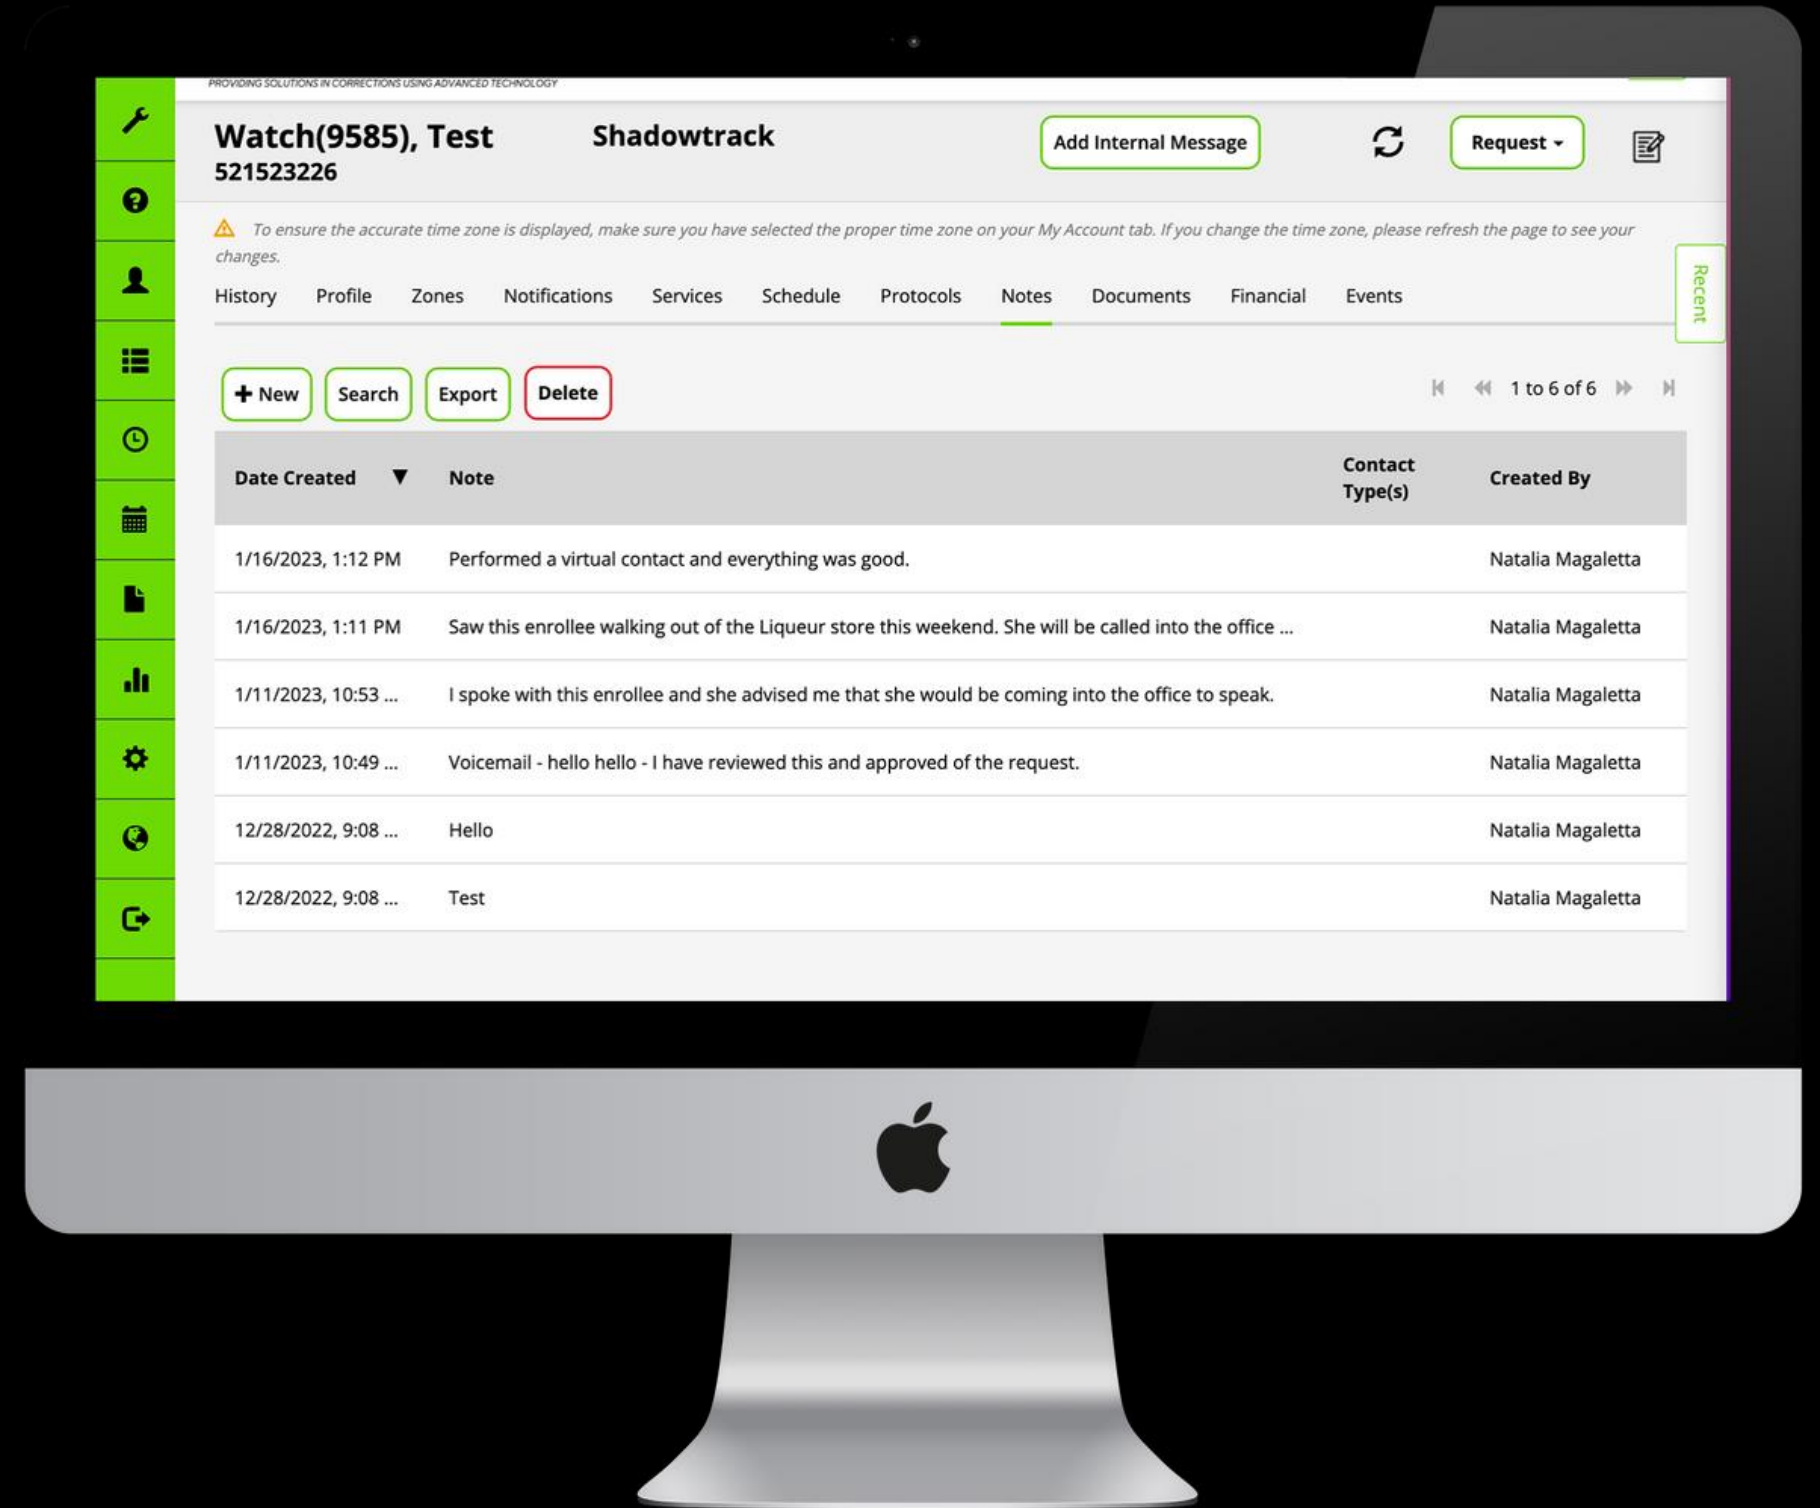 PROVIDING SOLUTIONS IN CORRECTIONS USING ADVANCED TECHNOLOGY
Watch(9585), Test
521523226
Shadowtrack
Add Internal Message
Request
To ensure the accurate time zone is displayed, make sure you have selected the proper time zone on your My Account tab. If you change the time zone, please refresh the page to see your
changes.
Recent
History Profile Zones Notifications Services Schedule Protocols Notes Documents Financial Events
+ New Search Export Delete
1 to 6 of 6
Date Created ▼ Note Contact Type(s) Created By
1/16/2023, 1:12 PM Performed a virtual contact and everything was good. Natalia Magaletta
1/16/2023, 1:11 PM Saw this enrollee walking out of the Liqueur store this weekend. She will be called into the office ... Natalia Magaletta
1/11/2023, 10:53 ... I spoke with this enrollee and she advised me that she would be coming into the office to speak. Natalia Magaletta
1/11/2023, 10:49 ... Voicemail - hello hello - I have reviewed this and approved of the request. Natalia Magaletta
12/28/2022, 9:08 ... Hello Natalia Magaletta
12/28/2022, 9:08 ... Test Natalia Magaletta